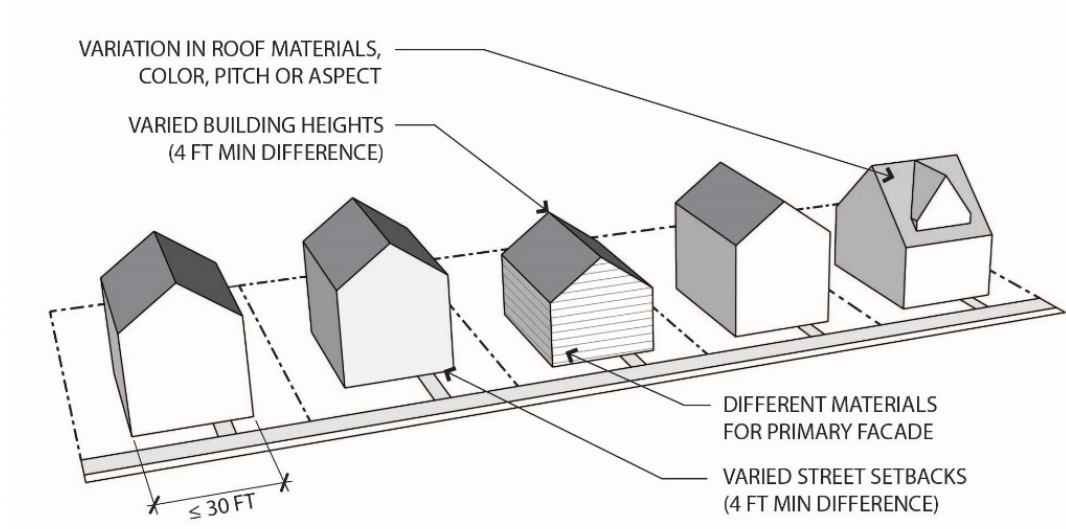 VARIATION IN ROOF MATERIALS,
COLOR, PITCH OR ASPECT
VARIED BUILDING HEIGHTS
(4 FT MIN DIFFERENCE)
DIFFERENT MATERIALS
FOR PRIMARY FACADE
VARIED STREET SETBACKS
(4 FT MIN DIFFERENCE)
≤ 30 FT